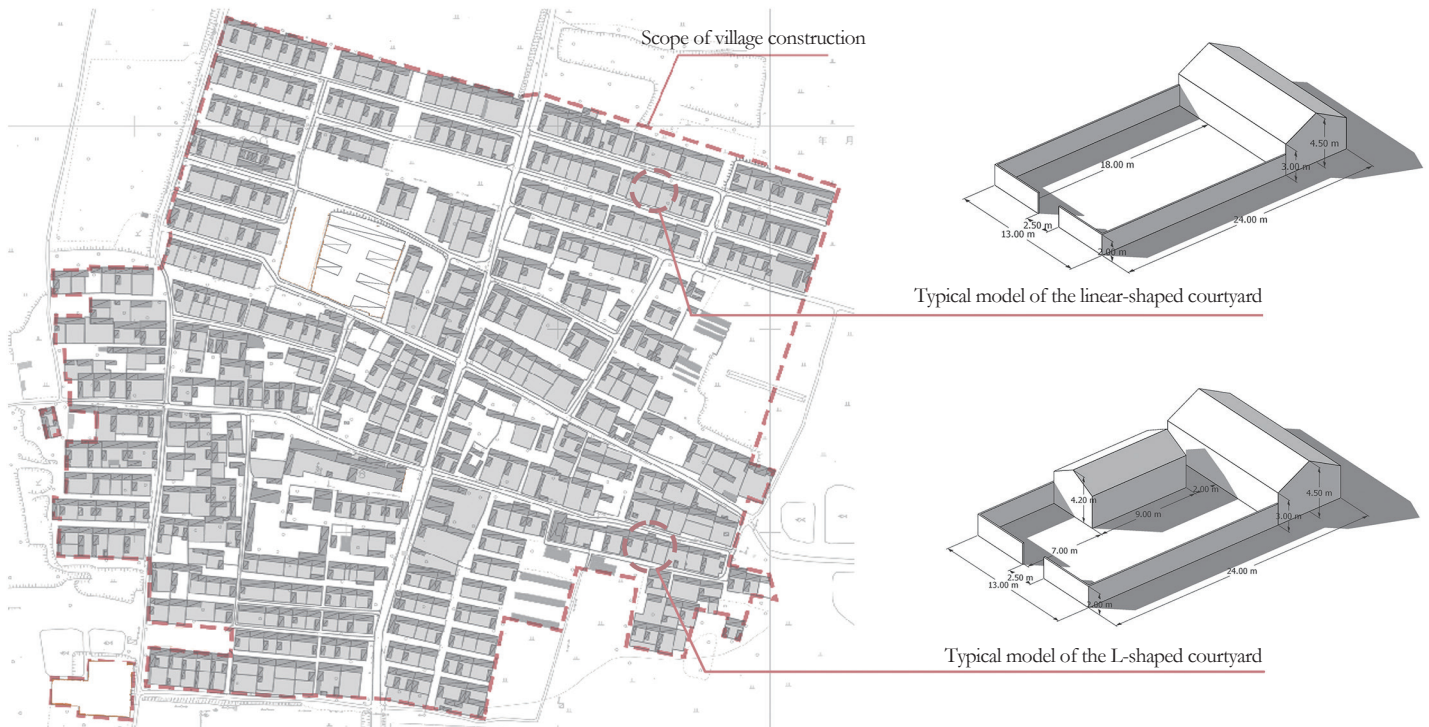 Scope of village construction
4.50 m
18.00 m
3.00 m
24.00 m
2.50 m
13.00 m
2.00 m
Typical model of the linear-shaped courtyard
4.20 m
2.00 m
4.50 m
9.00 m
3.00 m
7.00 m
24.00 m
2.50 m
13.00 m
2.00 m
Typical model of the L-shaped courtyard